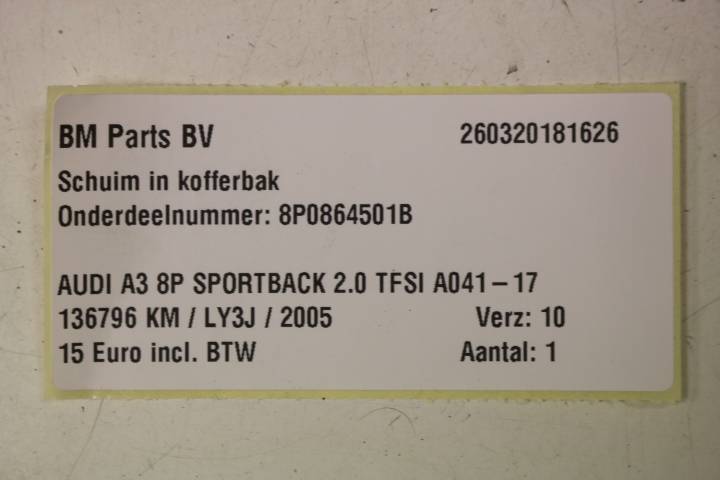 BM Parts BV 260320181626
Schuim in kofferbak
Onderdeelnummer: 8P0864501B
AUDI A3 8P SPORTBACK 2.0 TFSI A041-17
136796 KM / LY3J / 2005 Verz: 10
15 Euro incl. BTW Aantal: 1